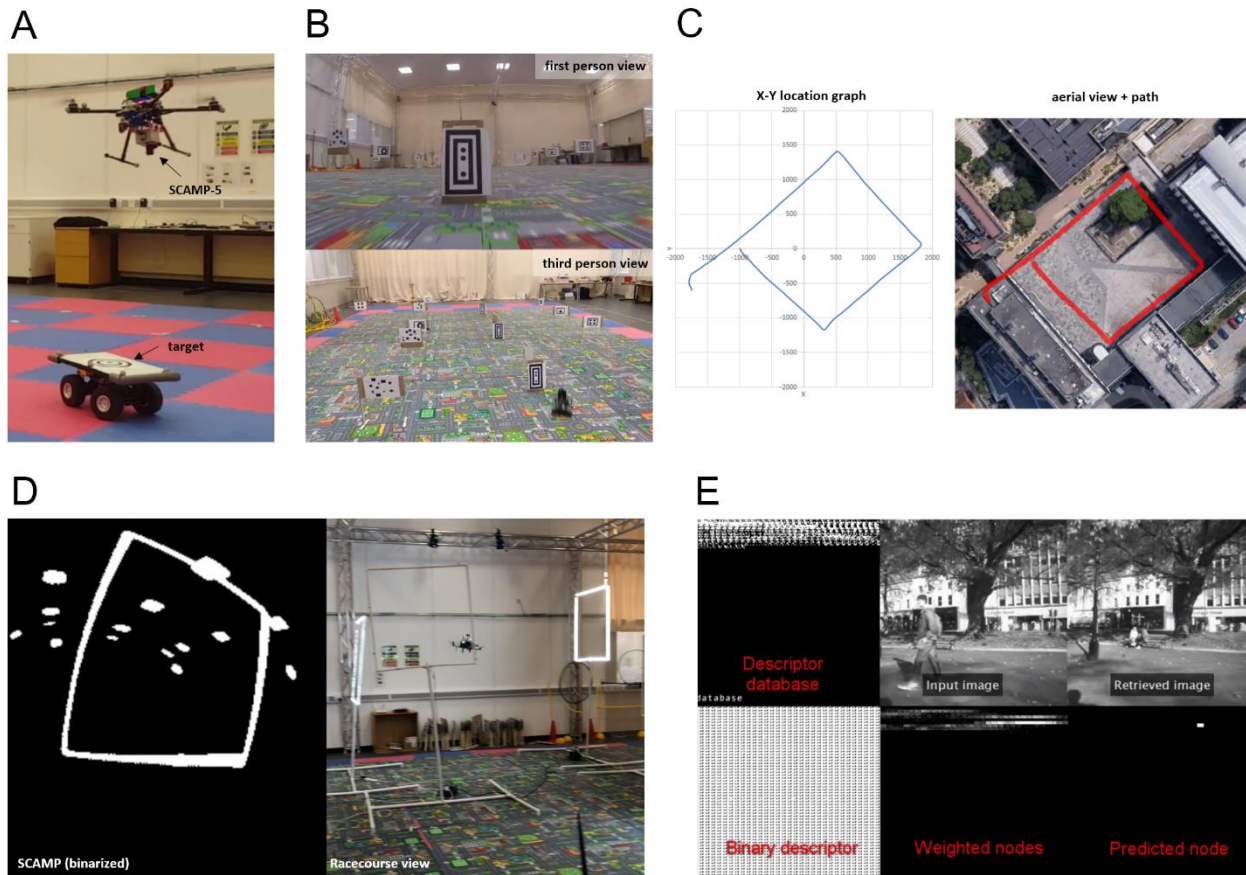 A
B
C
first person view
SCAMP-5
target
third person view
X-Y location graph
2000
1500
1000
500
0
-2000
-1500
-1000
-500
0
500
1000
1500
2000
-500
-1000
-1500
-2000
Y
X
aerial view + path
D
E
SCAMP (binarized)
Racecourse view
Descriptor
database
database
Input image
Retrieved image
Binary descriptor
Weighted nodes
Predicted node